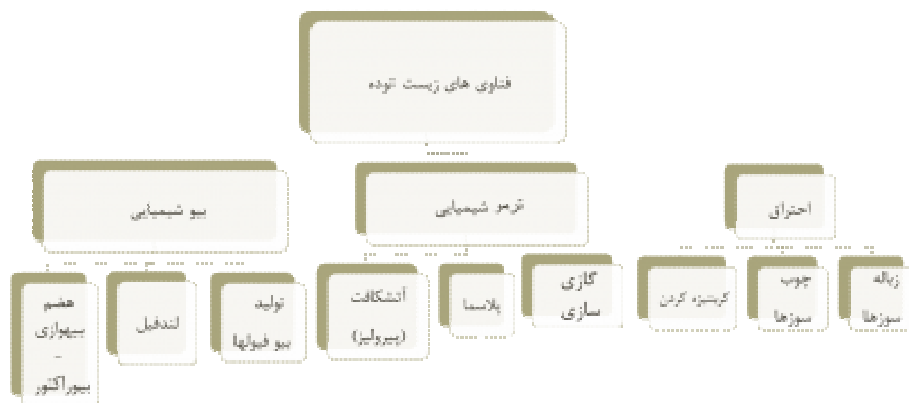 فناوی های زیست توده
احتراق
ترمو شیمیایی
بیو شیمیایی
زباله
سوزها
چوب
سوزها
کربنیزه کردن
گازی
سازی
پلاسما
آتشکافت
(پیرولیز)
تولید
بیو فیولها
لندفیل
هضم
بیهوازی
–
بیوراکتور